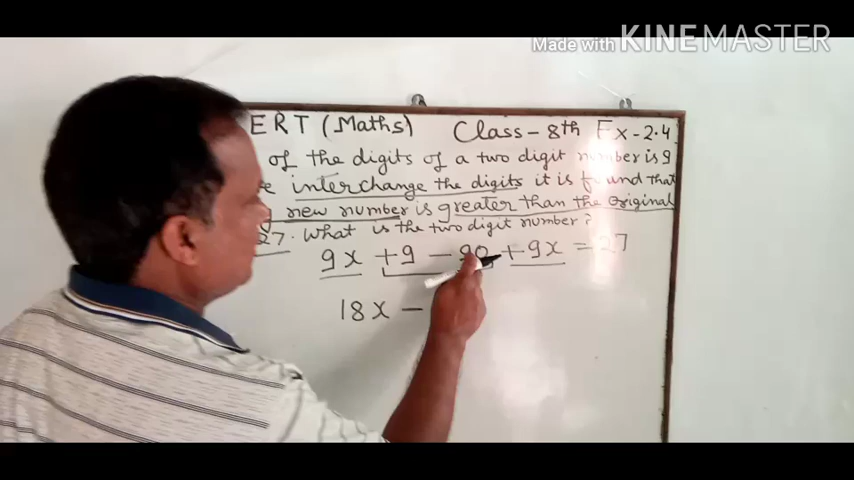 Made with KINEMASTER
ERT (Maths) Class-8th Ex-2.4
of the digits of a two digit number is 9
interchange the digits it is found that
new number is greater than the original
27. What is the two digit number?
9x +9 - 90 +9x = 27
18x -